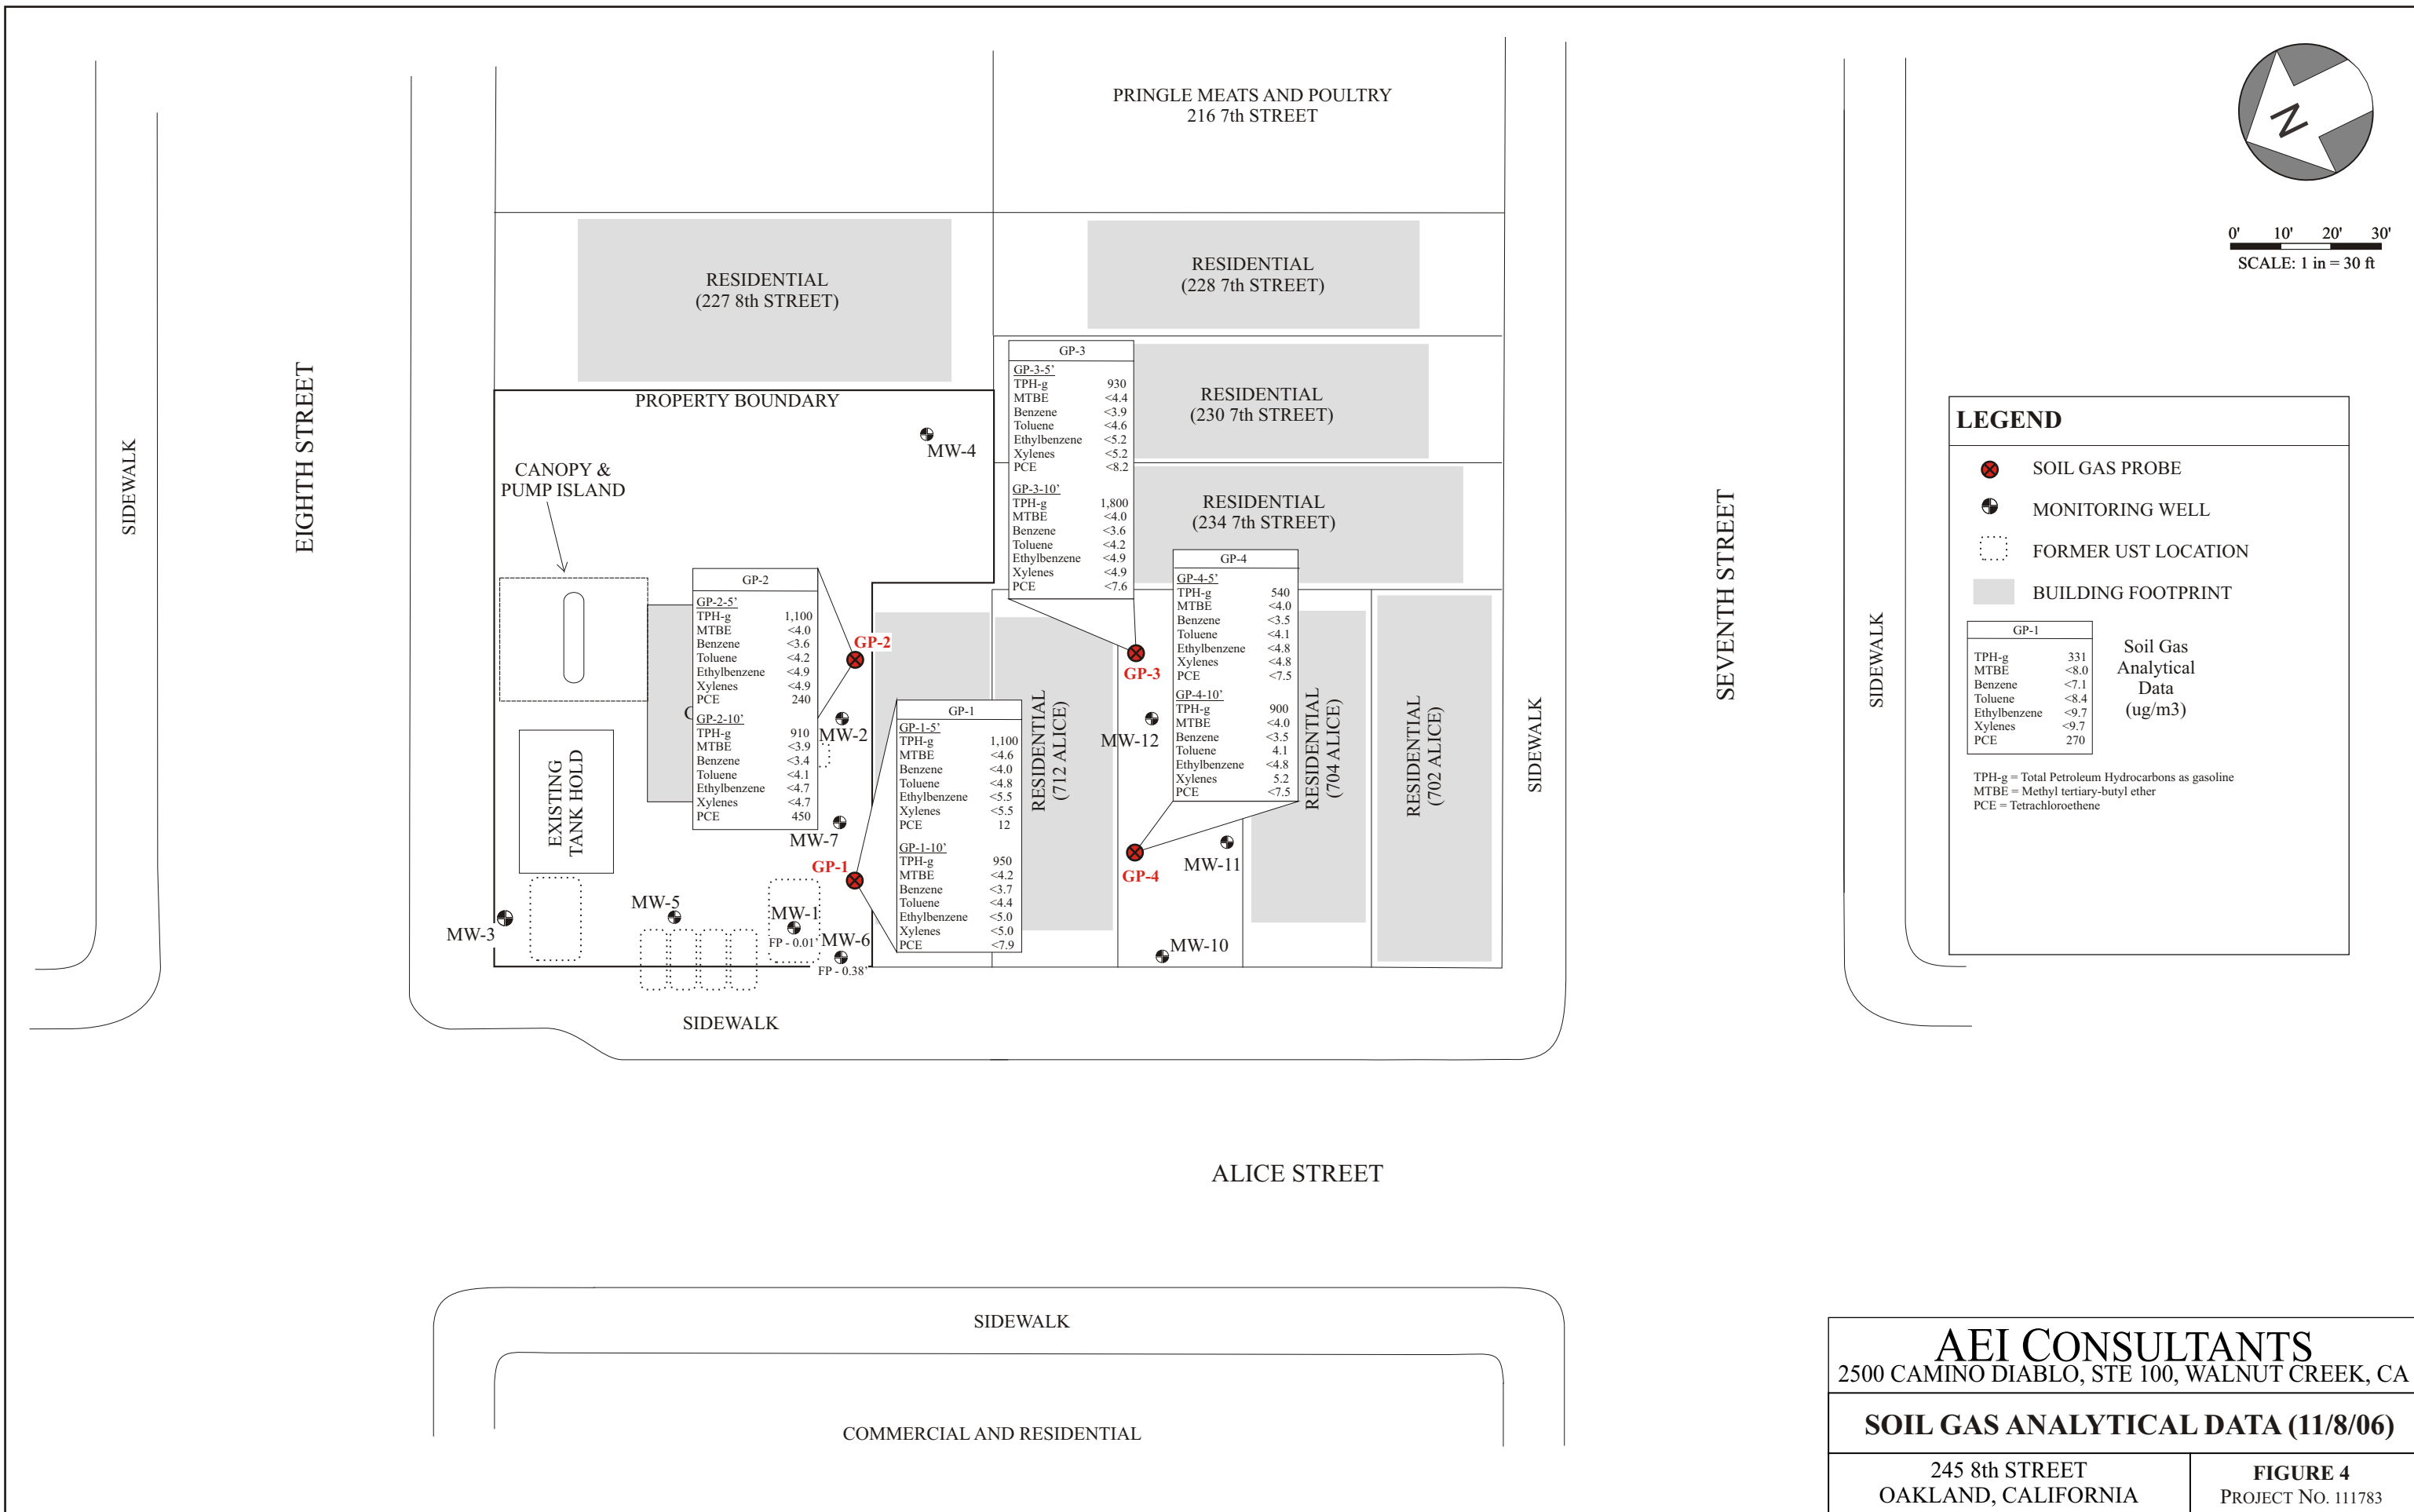 PRINGLE MEATS AND POULTRY
216 7th STREET
N
0' 10' 20' 30'
SCALE: 1 in = 30 ft
RESIDENTIAL
(227 8th STREET)
RESIDENTIAL
(228 7th STREET)
RESIDENTIAL
(230 7th STREET)
RESIDENTIAL
(234 7th STREET)
PROPERTY BOUNDARY
MW-4
CANOPY &
PUMP ISLAND
SIDEWALK
EIGHTH STREET
GP-3
GP-3-5'
TPH-g 930
MTBE <4.4
Benzene <3.9
Toluene <4.6
Ethylbenzene <5.2
Xylenes <5.2
PCE <8.2
GP-3-10'
TPH-g 1,800
MTBE <4.0
Benzene <3.6
Toluene <4.2
Ethylbenzene <4.9
Xylenes <4.9
PCE <7.6
GP-4
GP-4-5'
TPH-g 540
MTBE <4.0
Benzene <3.5
Toluene <4.1
Ethylbenzene <4.8
Xylenes <4.8
PCE <7.5
GP-4-10'
TPH-g 900
MTBE <4.0
Benzene <3.5
Toluene 4.1
Ethylbenzene <4.8
Xylenes 5.2
PCE <7.5
GP-2
GP-2-5'
TPH-g 1,100
MTBE <4.0
Benzene <3.6
Toluene <4.2
Ethylbenzene <4.9
Xylenes <4.9
PCE 240
GP-2-10'
TPH-g 910
MTBE <3.9
Benzene <3.4
Toluene <4.1
Ethylbenzene <4.7
Xylenes <4.7
PCE 450
GP-1
GP-1-5'
TPH-g 1,100
MTBE <4.6
Benzene <4.0
Toluene <4.8
Ethylbenzene <5.5
Xylenes <5.5
PCE 12
GP-1-10'
TPH-g 950
MTBE <4.2
Benzene <3.7
Toluene <4.4
Ethylbenzene <5.0
Xylenes <5.0
PCE <7.9
GP-2
GP-3
MW-2
MW-12
EXISTING
TANK HOLD
MW-7
GP-1
GP-4
MW-11
MW-5
MW-1
FP - 0.01'
MW-3
MW-6
FP - 0.38'
MW-10
RESIDENTIAL
(712 ALICE)
RESIDENTIAL
(704 ALICE)
RESIDENTIAL
(702 ALICE)
SIDEWALK
SEVENTH STREET
SIDEWALK
SIDEWALK
ALICE STREET
SIDEWALK
COMMERCIAL AND RESIDENTIAL
LEGEND
SOIL GAS PROBE
MONITORING WELL
FORMER UST LOCATION
BUILDING FOOTPRINT
GP-1
TPH-g 331
MTBE <8.0
Benzene <7.1
Toluene <8.4
Ethylbenzene <9.7
Xylenes <9.7
PCE 270
Soil Gas
Analytical
Data
(ug/m3)
TPH-g = Total Petroleum Hydrocarbons as gasoline
MTBE = Methyl tertiary-butyl ether
PCE = Tetrachloroethene
AEI CONSULTANTS
2500 CAMINO DIABLO, STE 100, WALNUT CREEK, CA
SOIL GAS ANALYTICAL DATA (11/8/06)
245 8th STREET
OAKLAND, CALIFORNIA
FIGURE 4
PROJECT NO. 111783